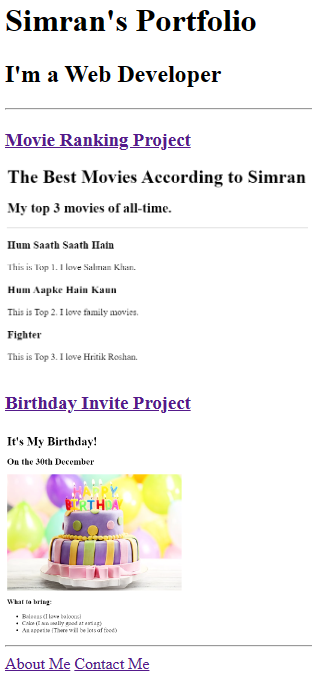 Simran's Portfolio
I'm a Web Developer
Movie Ranking Project
The Best Movies According to Simran
My top 3 movies of all-time.
Hum Saath Saath Hain
This is Top 1. I love Salman Khan.
Hum Aapke Hain Kaun
This is Top 2. I love family movies.
Fighter
This is Top 3. I love Hritik Roshan.
Birthday Invite Project
It's My Birthday!
On the 30th December
HAPPY
BIRTHDAY
What to bring:
Baloons (I love baloons)
Cake (I am really good at eating)
An appetite (There will be lots of food)
About Me Contact Me